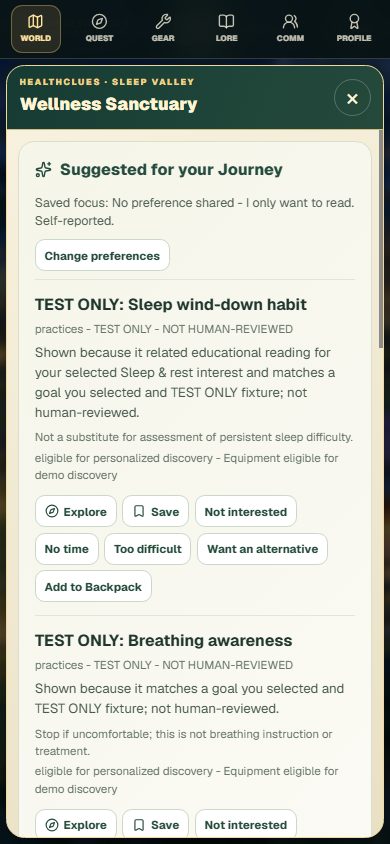 WORLD
QUEST
GEAR
LORE
COMM
PROFILE
HEALTHCLUES · SLEEP VALLEY
Wellness Sanctuary
Suggested for your Journey
Saved focus: No preference shared - I only want to read.
Self-reported.
Change preferences
TEST ONLY: Sleep wind-down habit
practices - TEST ONLY - NOT HUMAN-REVIEWED
Shown because it related educational reading for
your selected Sleep & rest interest and matches a
goal you selected and TEST ONLY fixture; not
human-reviewed.
Not a substitute for assessment of persistent sleep difficulty.
eligible for personalized discovery - Equipment eligible for
demo discovery
Explore
Save
Not interested
No time
Too difficult
Want an alternative
Add to Backpack
TEST ONLY: Breathing awareness
practices - TEST ONLY - NOT HUMAN-REVIEWED
Shown because it matches a goal you selected and
TEST ONLY fixture; not human-reviewed.
Stop if uncomfortable; this is not breathing instruction or
treatment.
eligible for personalized discovery - Equipment eligible for
demo discovery
Explore
Save
Not interested